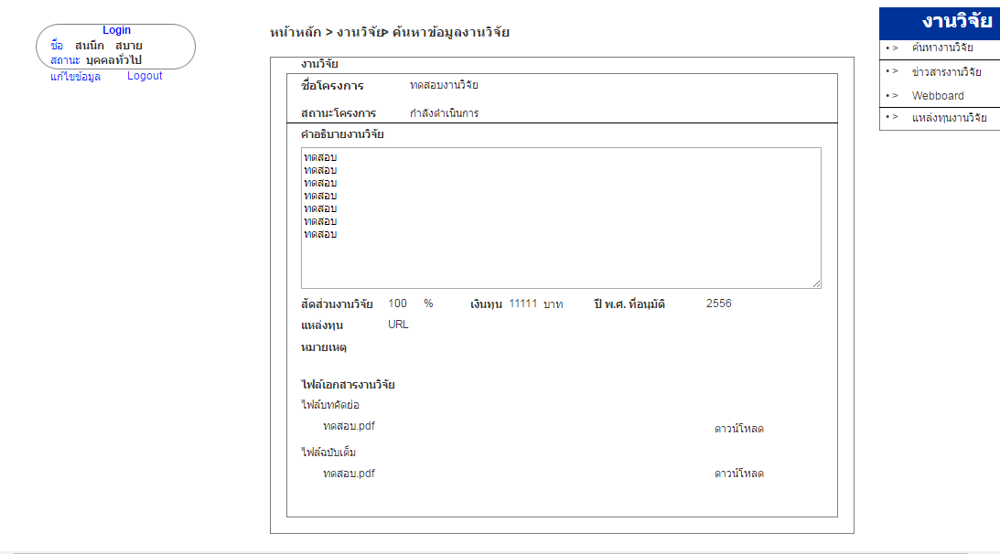 Login
ชื่อ สนนึก สบาย
สถานะ บุคคลทั่วไป
แก้ไขข้อมูล Logout
หน้าหลัก > งานวิจัย> ค้นหาข้อมูลงานวิจัย
งานวิจัย
ชื่อโครงการ ทดสอบงานวิจัย
สถานะโครงการ กำลังดำเนินการ
คำอธิบายงานวิจัย
ทดสอบ
ทดสอบ
ทดสอบ
ทดสอบ
ทดสอบ
ทดสอบ
ทดสอบ
สัดส่วนงานวิจัย 100 % เงินทุน 11111 บาท ปี พ.ศ. ที่อนุมัติ 2556
แหล่งทุน URL
หมายเหตุ
ไฟล์เอกสารงานวิจัย
ไฟล์บทคัดย่อ
ทดสอบ.pdf ดาวน์โหลด
ไฟล์ฉบับเต็ม
ทดสอบ.pdf ดาวน์โหลด
งานวิจัย
• > ค้นหางานวิจัย
• > ข่าวสารงานวิจัย
• > Webboard
• > แหล่งทุนงานวิจัย